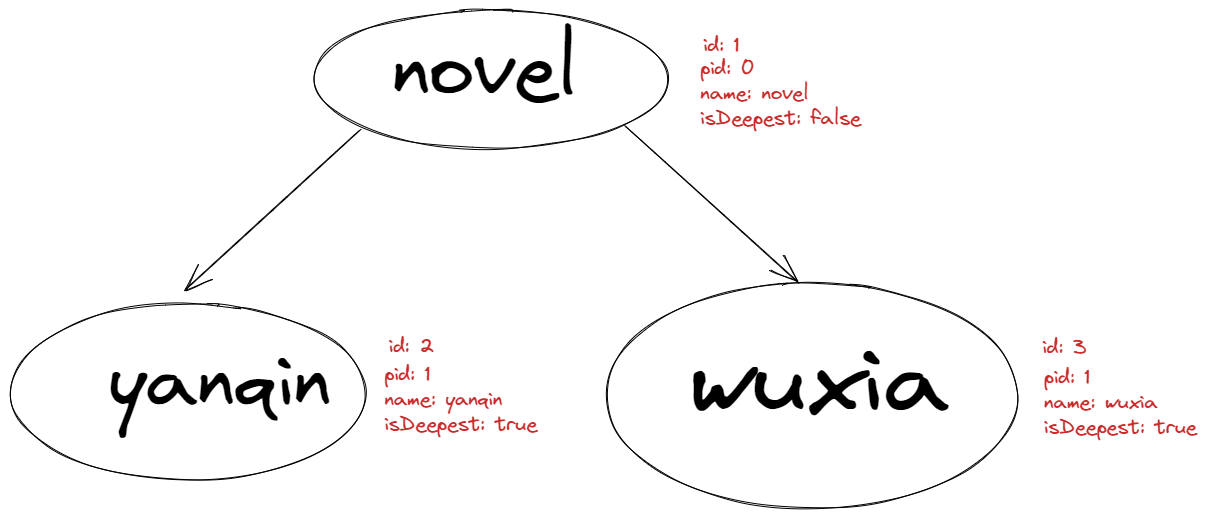 novel
id: 1
pid: 0
name: novel
isDeepest: false
yanqin
id: 2
pid: 1
name: yanqin
isDeepest: true
wuxia
id: 3
pid: 1
name: wuxia
isDeepest: true